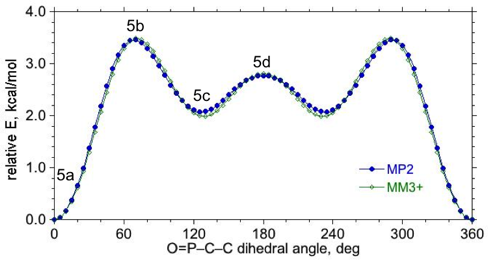 4.0
3.0
2.0
1.0
0.0
relative E, kcal/mol
5a
5b
5c
5d
MP2
MM3+
0 60 120 180 240 300 360
O=P–C–C dihedral angle, deg